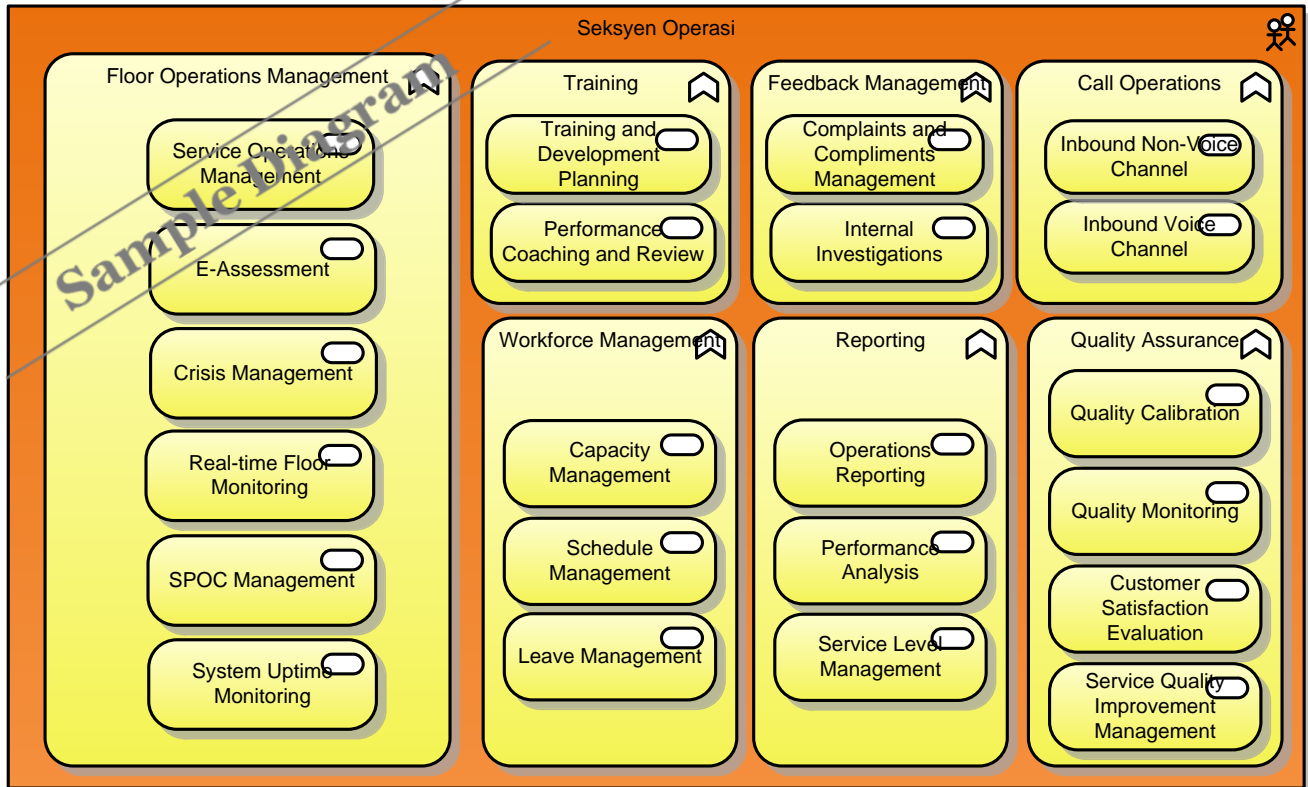 Seksyen Operasi
Floor Operations Management
Service Operations
Management
E-Assessment
Crisis Management
Real-time Floor
Monitoring
SPOC Management
System Uptime
Monitoring
Training
Training and
Development
Planning
Performance
Coaching and Review
Feedback Management
Complaints and
Compliments
Management
Internal
Investigations
Call Operations
Inbound Non-Voice
Channel
Inbound Voice
Channel
Workforce Management
Capacity
Management
Schedule
Management
Leave Management
Reporting
Operations
Reporting
Performance
Analysis
Service Level
Management
Quality Assurance
Quality Calibration
Quality Monitoring
Customer
Satisfaction
Evaluation
Service Quality
Improvement
Management
Sample Diagram